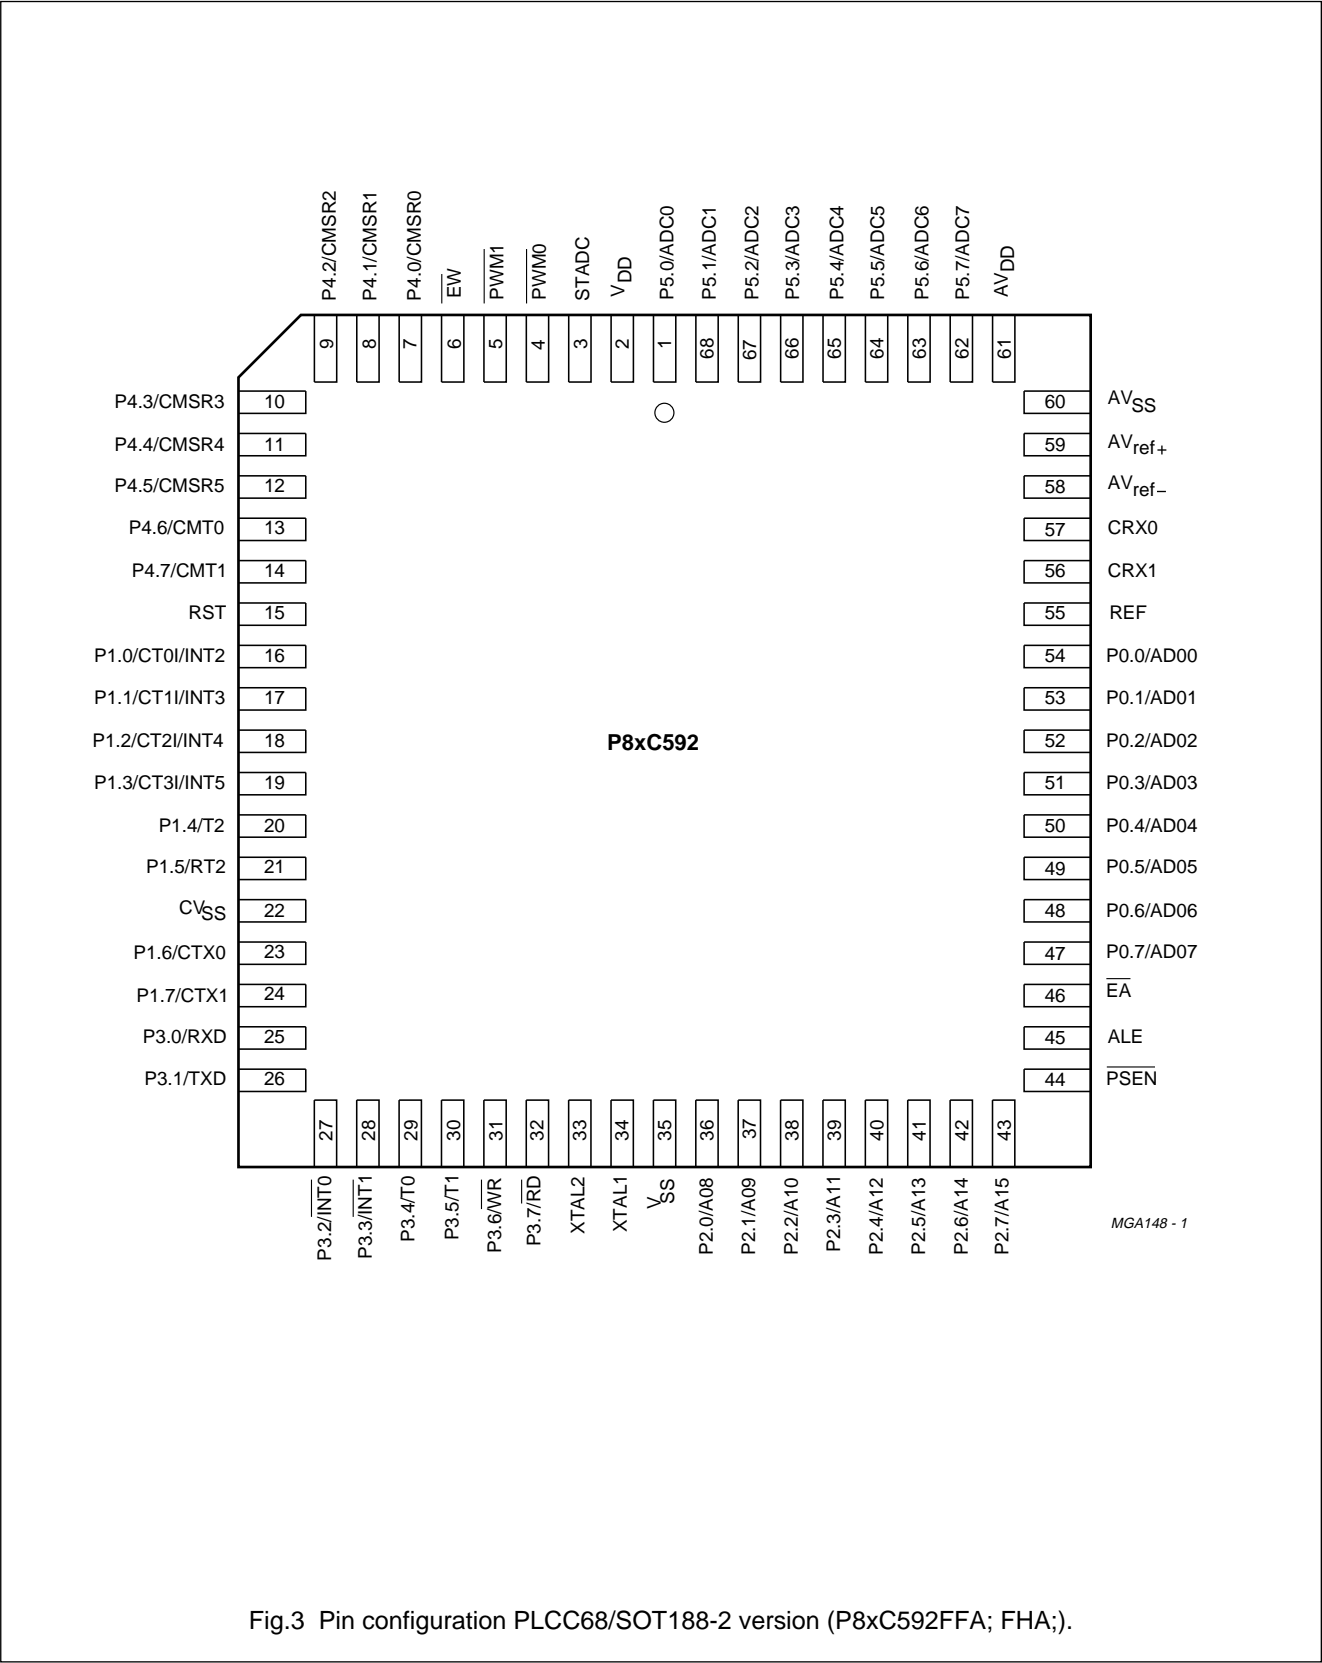 P4.2/CMSR2
P4.1/CMSR1
P4.0/CMSR0
EW
PWM1
PWM0
STADC
VDD
P5.0/ADC0
P5.1/ADC1
P5.2/ADC2
P5.3/ADC3
P5.4/ADC4
P5.5/ADC5
P5.6/ADC6
P5.7/ADC7
AVDD
9
8
7
6
5
4
3
2
1
68
67
66
65
64
63
62
61
P4.3/CMSR3 10
P4.4/CMSR4 11
P4.5/CMSR5 12
P4.6/CMT0 13
P4.7/CMT1 14
RST 15
P1.0/CT0I/INT2 16
P1.1/CT1I/INT3 17
P1.2/CT2I/INT4 18
P1.3/CT3I/INT5 19
P1.4/T2 20
P1.5/RT2 21
CVSS 22
P1.6/CTX0 23
P1.7/CTX1 24
P3.0/RXD 25
P3.1/TXD 26
P8xC592
60 AVSS
59 AVref+
58 AVref−
57 CRX0
56 CRX1
55 REF
54 P0.0/AD00
53 P0.1/AD01
52 P0.2/AD02
51 P0.3/AD03
50 P0.4/AD04
49 P0.5/AD05
48 P0.6/AD06
47 P0.7/AD07
46 EA
45 ALE
44 PSEN
27
28
29
30
31
32
33
34
35
36
37
38
39
40
41
42
43
P3.2/INT0
P3.3/INT1
P3.4/T0
P3.5/T1
P3.6/WR
P3.7/RD
XTAL2
XTAL1
VSS
P2.0/A08
P2.1/A09
P2.2/A10
P2.3/A11
P2.4/A12
P2.5/A13
P2.6/A14
P2.7/A15
MGA148 - 1
Fig.3 Pin configuration PLCC68/SOT188-2 version (P8xC592FFA; FHA;).